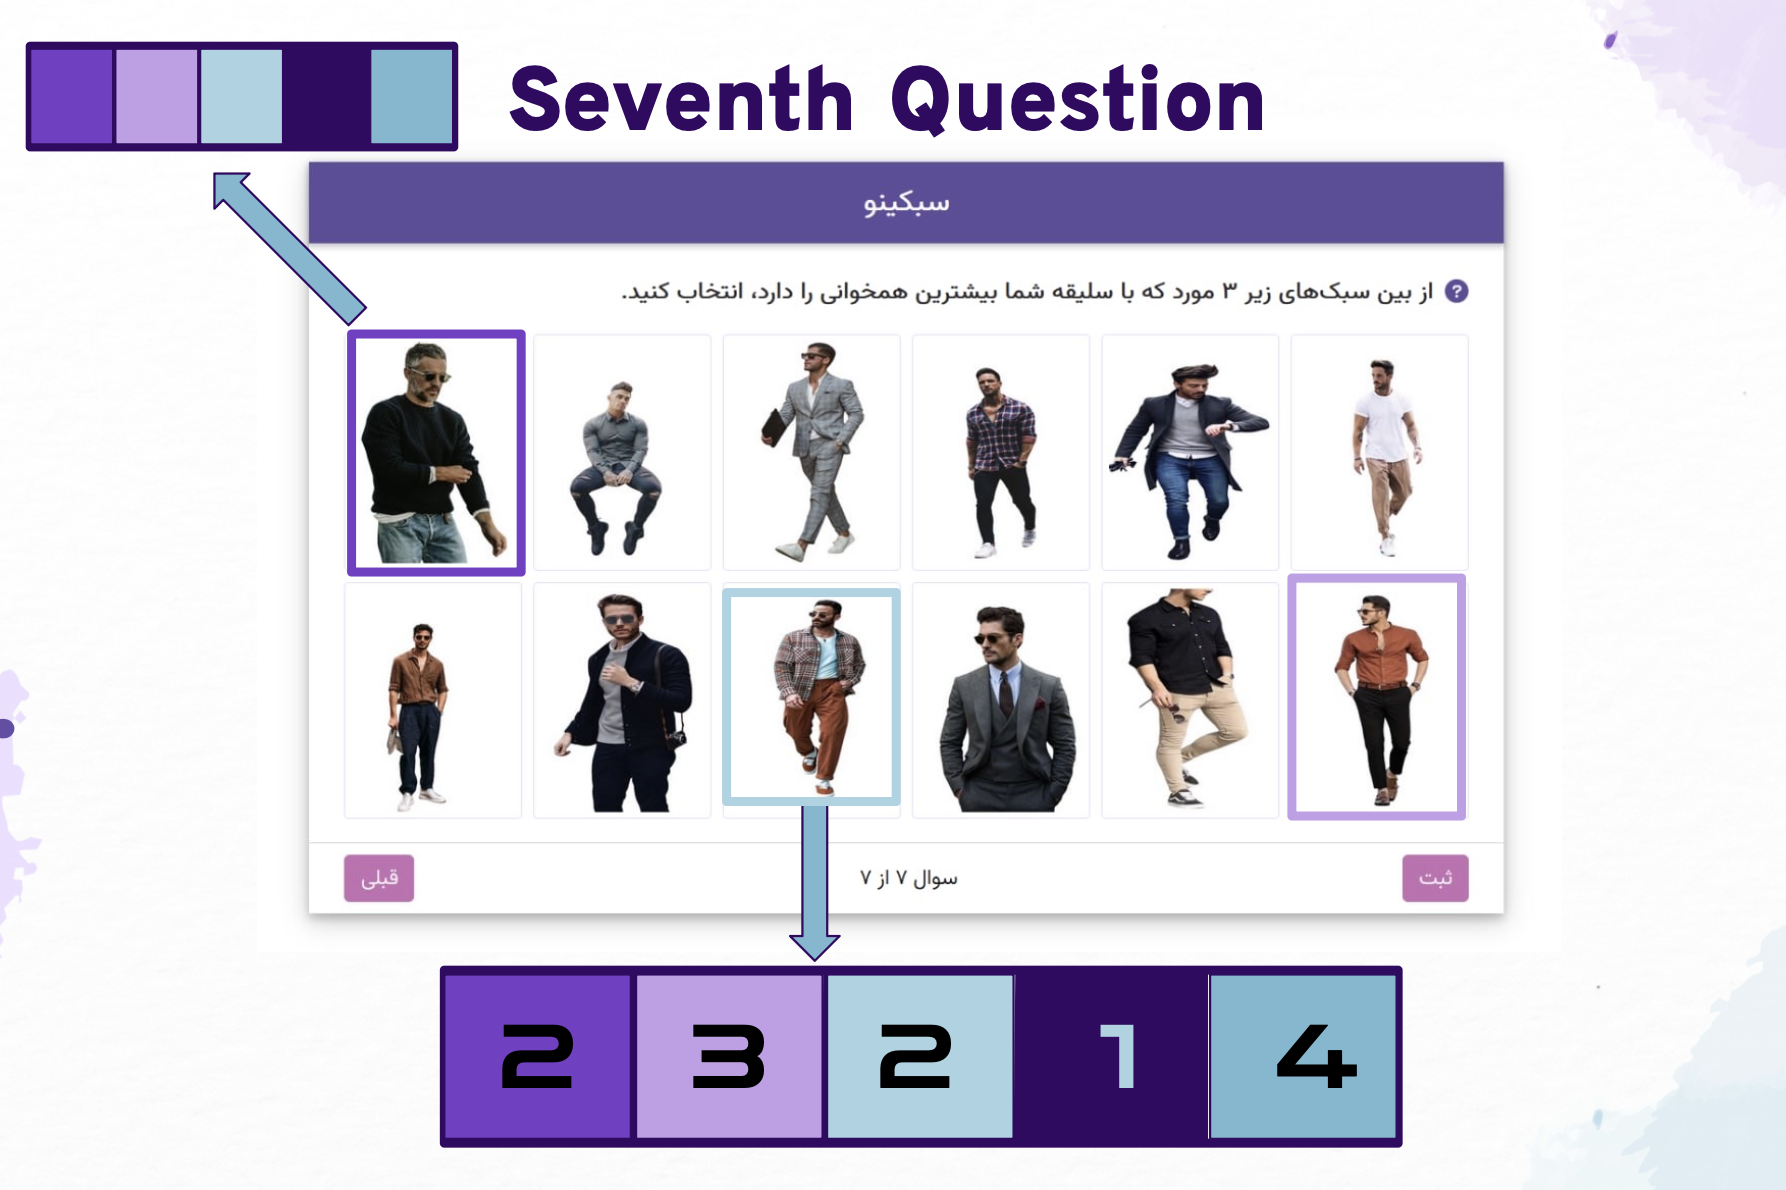 Seventh Question
سبکینو
از بین سبک‌های زیر ۳ مورد که با سلیقه شما بیشترین همخوانی را دارد، انتخاب کنید.
ثبت
سوال ۷ از ۷
قبلی
2 3 2 1 4